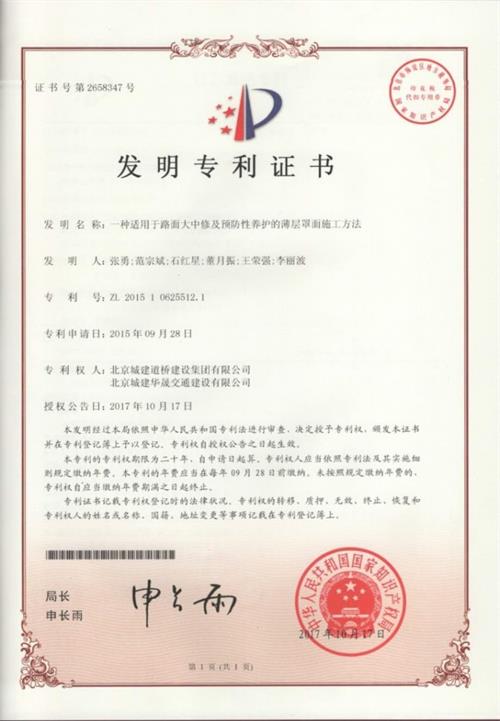 证书号第2658347号
印花税
代扣专用章
发明专利证书
发明名称：一种适用于路面大中修及预防性养护的薄层罩面施工方法
发明人：张勇;范宗斌;石红星;董月振;王荣强;李丽波
专利号：ZL 2015 1 0625512.1
专利申请日：2015年09月28日
专利权人：北京城建道桥建设集团有限公司
北京城建华晟交通建设有限公司
授权公告日：2017年10月17日
本发明经过本局依照中华人民共和国专利法进行审查，决定授予专利权，颁发本证书
并在专利登记簿上予以登记。专利权自授权公告之日起生效。
本专利的专利权期限为二十年，自申请日起算。专利权人应当依照专利法及其实施细
则规定缴纳年费。本专利的年费应当在每年09月28日前缴纳。未按照规定缴纳年费的，
专利权自应当缴纳年费期满之日起终止。
专利证书记载专利权登记时的法律状况。专利权的转移、质押、无效、终止、恢复和
专利权人的姓名或名称、国籍、地址变更等事项记载在专利登记簿上。
局长
申长雨
申长雨
中华人民共和国国家知识产权局
2017年10月17日
第1页(共1页)